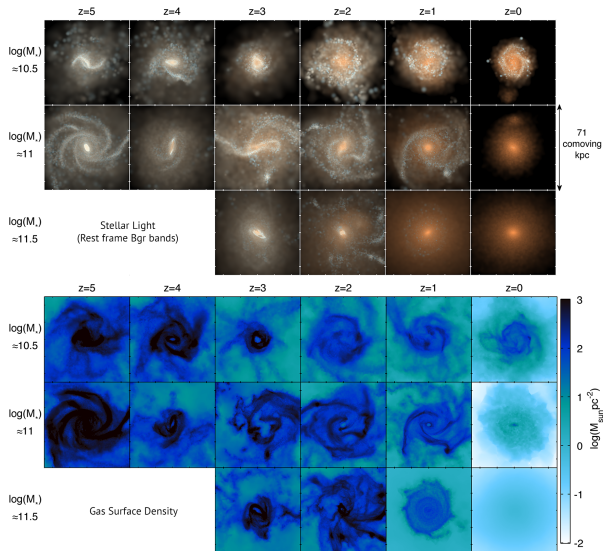 z=5 z=4 z=3 z=2 z=1 z=0
log(M*)
≈10.5
log(M*)
≈11
71
comoving
kpc
log(M*)
≈11.5
Stellar Light
(Rest frame Bgr bands)
z=5 z=4 z=3 z=2 z=1 z=0
log(M*)
≈10.5
log(M*)
≈11
log(M*)
≈11.5
Gas Surface Density
3
2
1
0
-1
-2
log(M_sun pc^-2)